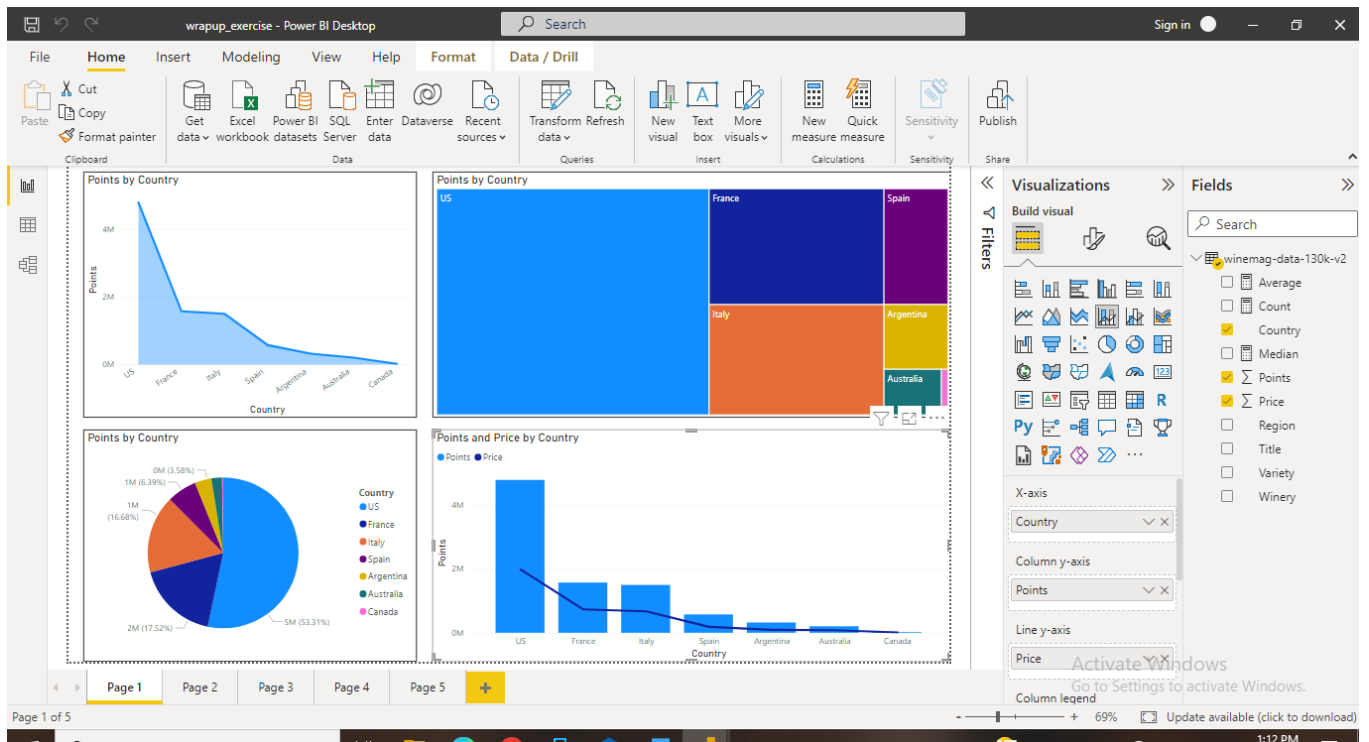 wrapup_exercise - Power BI Desktop
Search
Sign in
File Home Insert Modeling View Help Format Data / Drill
Paste
Cut
Copy
Format painter
Get data
Excel workbook
Power BI datasets
SQL Server
Enter data
Dataverse
Recent sources
Transform data
Refresh
New visual
Text box
A
More visuals
New measure
Quick measure
Sensitivity
Publish
Clipboard
Data
Queries
Insert
Calculations
Sensitivity
Share
Points by Country
4M
2M
0M
Points
US France Italy Spain Argentina Australia Canada
Country
Points by Country
US
France
Spain
Italy
Argentina
Australia
Points by Country
0M (3.58%)
1M (6.39%)
1M
(16.68%)
2M (17.52%)
5M (53.31%)
Country
US
France
Italy
Spain
Argentina
Australia
Canada
Points and Price by Country
Points Price
4M
2M
0M
Points
US France Italy Spain Argentina Australia Canada
Country
Filters
Visualizations
Build visual
123
R
Py
X-axis
Country
Column y-axis
Points
Line y-axis
Price
Column legend
Fields
Search
winemag-data-130k-v2
Average
Count
Country
Median
Points
Price
Region
Title
Variety
Winery
Activate Windows
Go to Settings to activate Windows.
Page 1 Page 2 Page 3 Page 4 Page 5
Page 1 of 5
69%
Update available (click to download)
1:12 PM